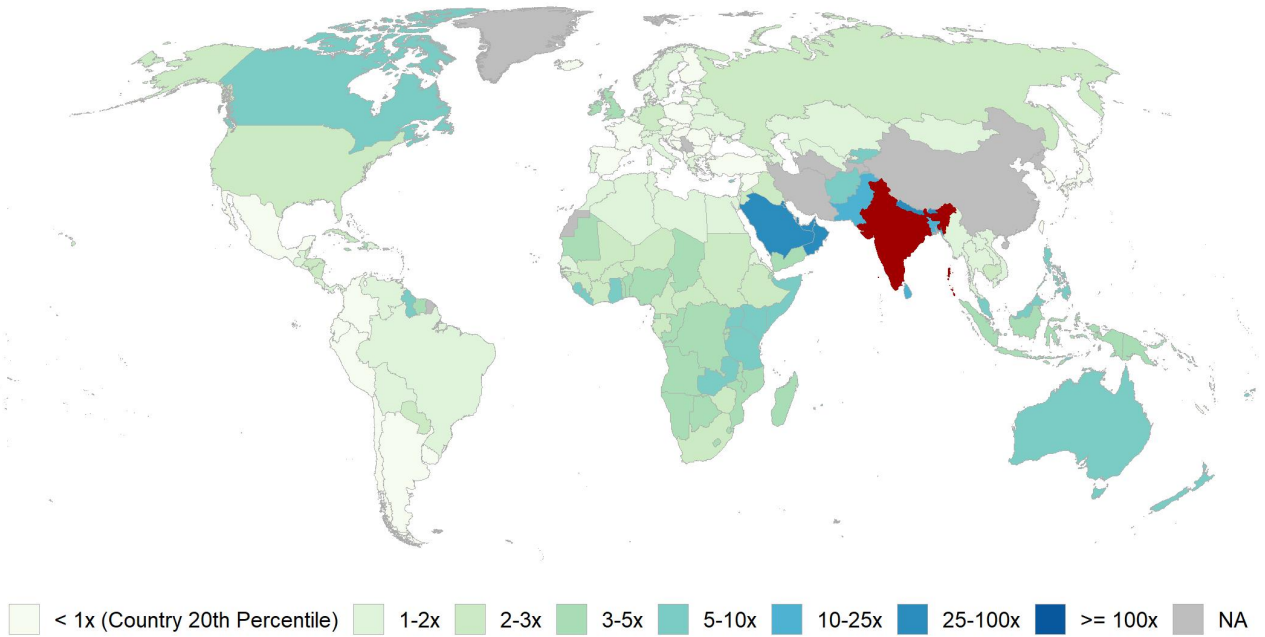 < 1x (Country 20th Percentile) 1-2x 2-3x 3-5x 5-10x 10-25x 25-100x >= 100x NA